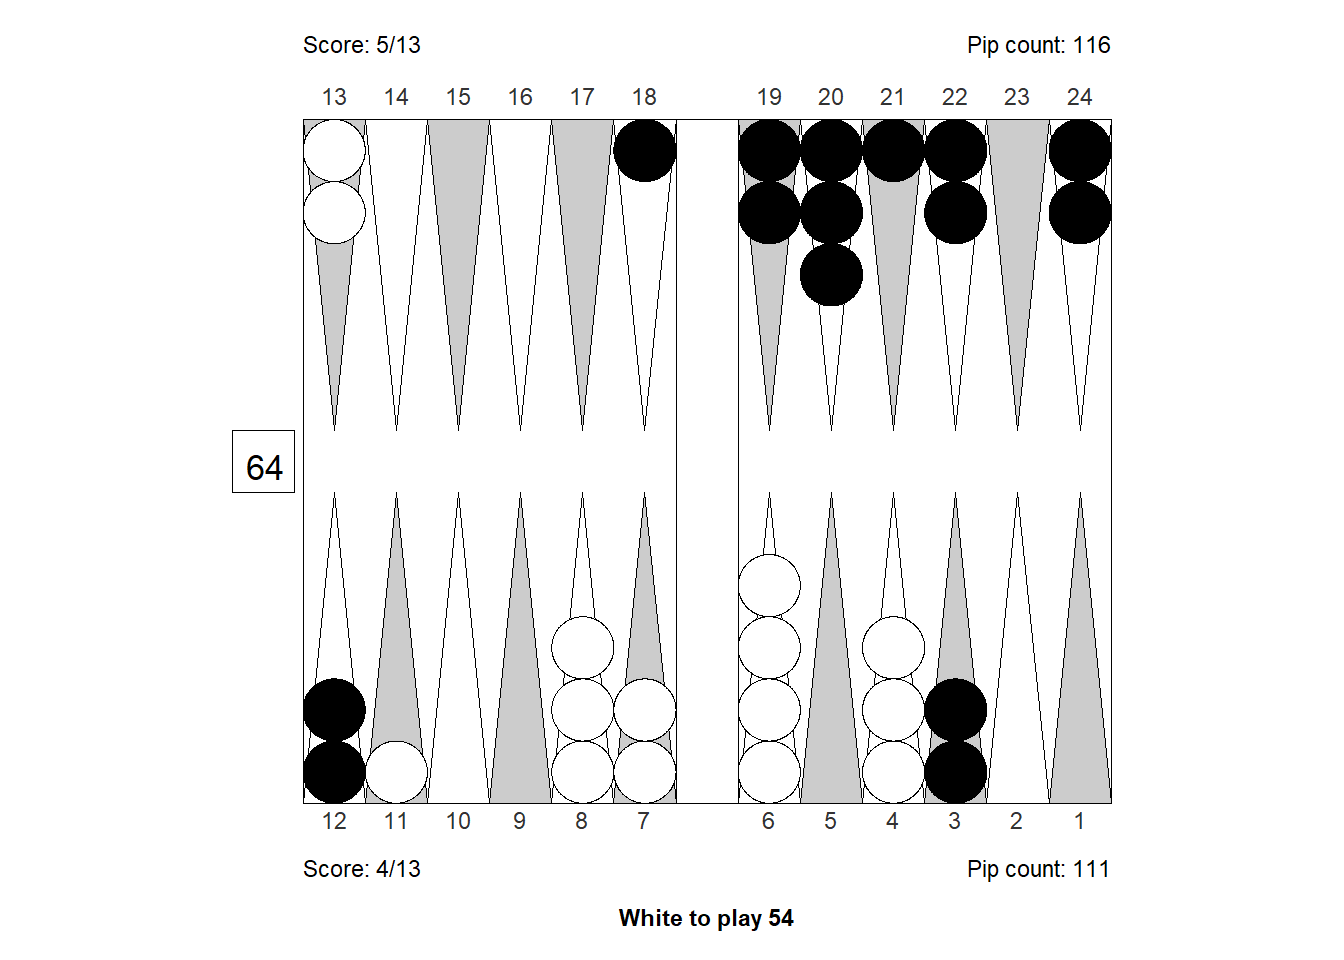 Score: 5/13 Pip count: 116
13 14 15 16 17 18 19 20 21 22 23 24
64
12 11 10 9 8 7 6 5 4 3 2 1
Score: 4/13 Pip count: 111
White to play 54